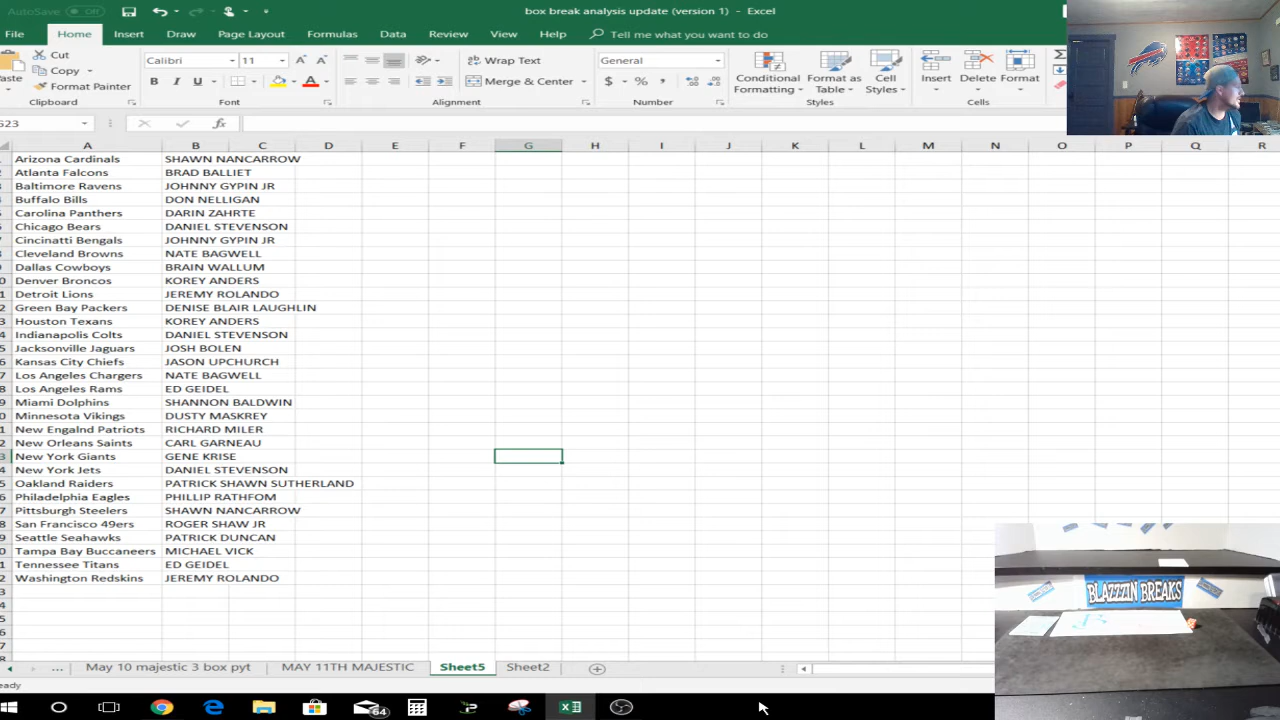 AutoSave Off box break analysis update (version 1) - Excel
File Home Insert Draw Page Layout Formulas Data Review View Help Tell me what you want to do
Cut
Copy
Format Painter
Calibri 11
B I U
Wrap Text
Merge & Center
General
$ % ,
Conditional Formatting
Format as Table
Cell Styles
Insert Delete Format
Clipboard Font Alignment Number Styles Cells
fx
A B C D E F G H I J K L M N O P Q R
Arizona Cardinals SHAWN NANCARROW
Atlanta Falcons BRAD BALLIET
Baltimore Ravens JOHNNY GYPIN JR
Buffalo Bills DON NELLIGAN
Carolina Panthers DARIN ZAHRTE
Chicago Bears DANIEL STEVENSON
Cincinatti Bengals JOHNNY GYPIN JR
Cleveland Browns NATE BAGWELL
Dallas Cowboys BRAIN WALLUM
Denver Broncos KOREY ANDERS
Detroit Lions JEREMY ROLANDO
Green Bay Packers DENISE BLAIR LAUGHLIN
Houston Texans KOREY ANDERS
Indianapolis Colts DANIEL STEVENSON
Jacksonville Jaguars JOSH BOLEN
Kansas City Chiefs JASON UPCHURCH
Los Angeles Chargers NATE BAGWELL
Los Angeles Rams ED GEIDEL
Miami Dolphins SHANNON BALDWIN
Minnesota Vikings DUSTY MASKREY
New Engalnd Patriots RICHARD MILER
New Orleans Saints CARL GARNEAU
New York Giants GENE KRISE
New York Jets DANIEL STEVENSON
Oakland Raiders PATRICK SHAWN SUTHERLAND
Philadelphia Eagles PHILLIP RATHFOM
Pittsburgh Steelers SHAWN NANCARROW
San Francisco 49ers ROGER SHAW JR
Seattle Seahawks PATRICK DUNCAN
Tampa Bay Buccaneers MICHAEL VICK
Tennessee Titans ED GEIDEL
Washington Redskins JEREMY ROLANDO
BLAZZZIN BREAKS
... May 10 majestic 3 box pyt MAY 11TH MAJESTIC Sheet5 Sheet2
64